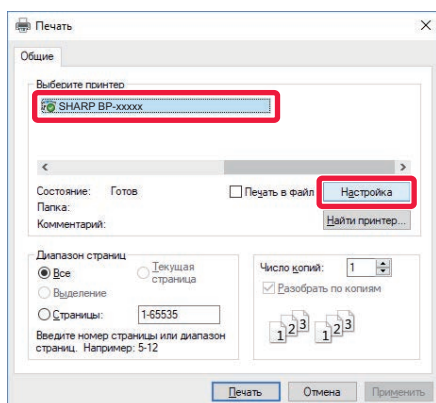 Печать
Общие
Выберите принтер
SHARP BP-xxxxx
Состояние: Готов
Печать в файл
Настройка
Папка:
Комментарий:
Найти принтер...
Диапазон страниц
Все
Текущая страница
Выделение
Страницы: 1-65535
Введите номер страницы или диапазон
страниц. Например: 5-12
Число копий: 1
Разобрать по копиям
1 2 3 1 2 3
Печать Отмена Применить